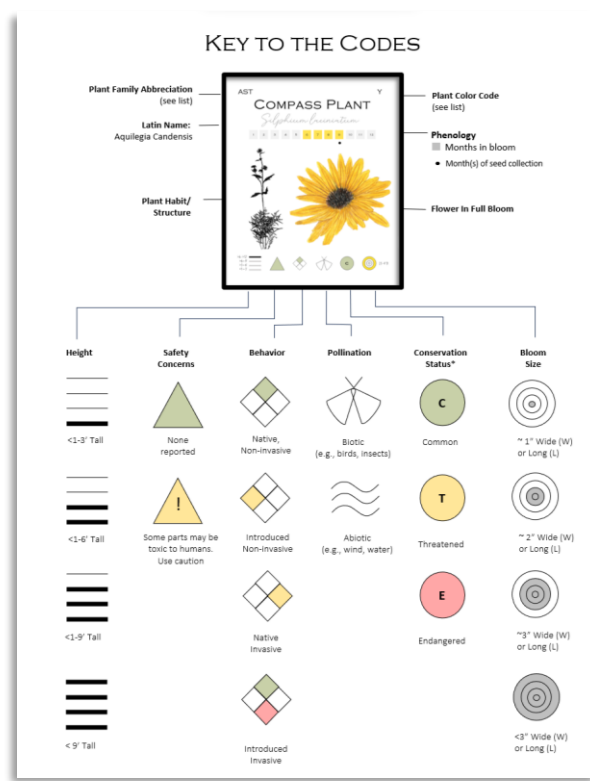 KEY TO THE CODES
Plant Family Abbreciation
(see list)
Latin Name:
Aquilegia Candensis
Plant Habit/
Structure
AST
Y
COMPASS PLANT
Silphium laciniatum
Plant Color Code
(see list)
Phenology
Months in bloom
• Month(s) of seed collection
Flower In Full Bloom
C
Height
Safety
Concerns
Behavior
Pollination
Conservation
Status*
Bloom
Size
<1-3' Tall
None
reported
Native,
Non-invasive
Biotic
(e.g., birds, insects)
C
Common
~ 1" Wide (W)
or Long (L)
<1-6' Tall
!
Some parts may be
toxic to humans.
Use caution
Introduced
Non-invasive
Abiotic
(e.g., wind, water)
T
Threatened
~ 2" Wide (W)
or Long (L)
<1-9' Tall
Native
Invasive
E
Endangered
~3" Wide (W)
or Long (L)
< 9' Tall
Introduced
Invasive
<3" Wide (W)
or Long (L)